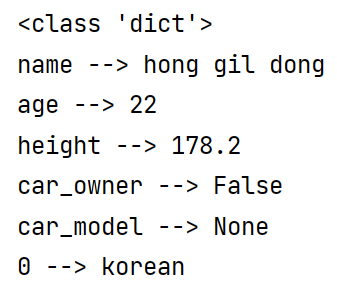 <class 'dict'>
name --> hong gil dong
age --> 22
height --> 178.2
car_owner --> False
car_model --> None
0 --> korean